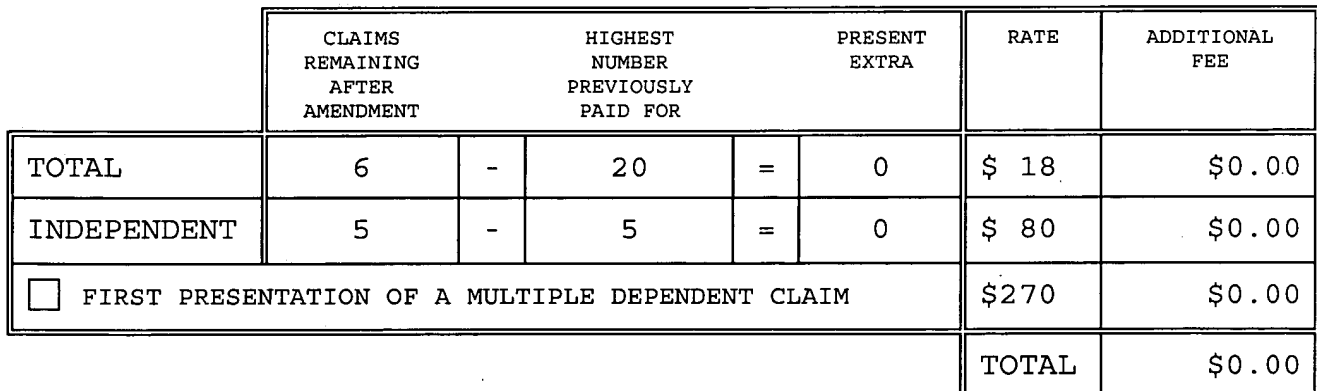 CLAIMS REMAINING AFTER AMENDMENT HIGHEST NUMBER PREVIOUSLY PAID FOR PRESENT EXTRA RATE ADDITIONAL FEE
TOTAL 6 - 20 = 0 $ 18 $0.00
INDEPENDENT 5 - 5 = 0 $ 80 $0.00
FIRST PRESENTATION OF A MULTIPLE DEPENDENT CLAIM $270 $0.00
TOTAL $0.00